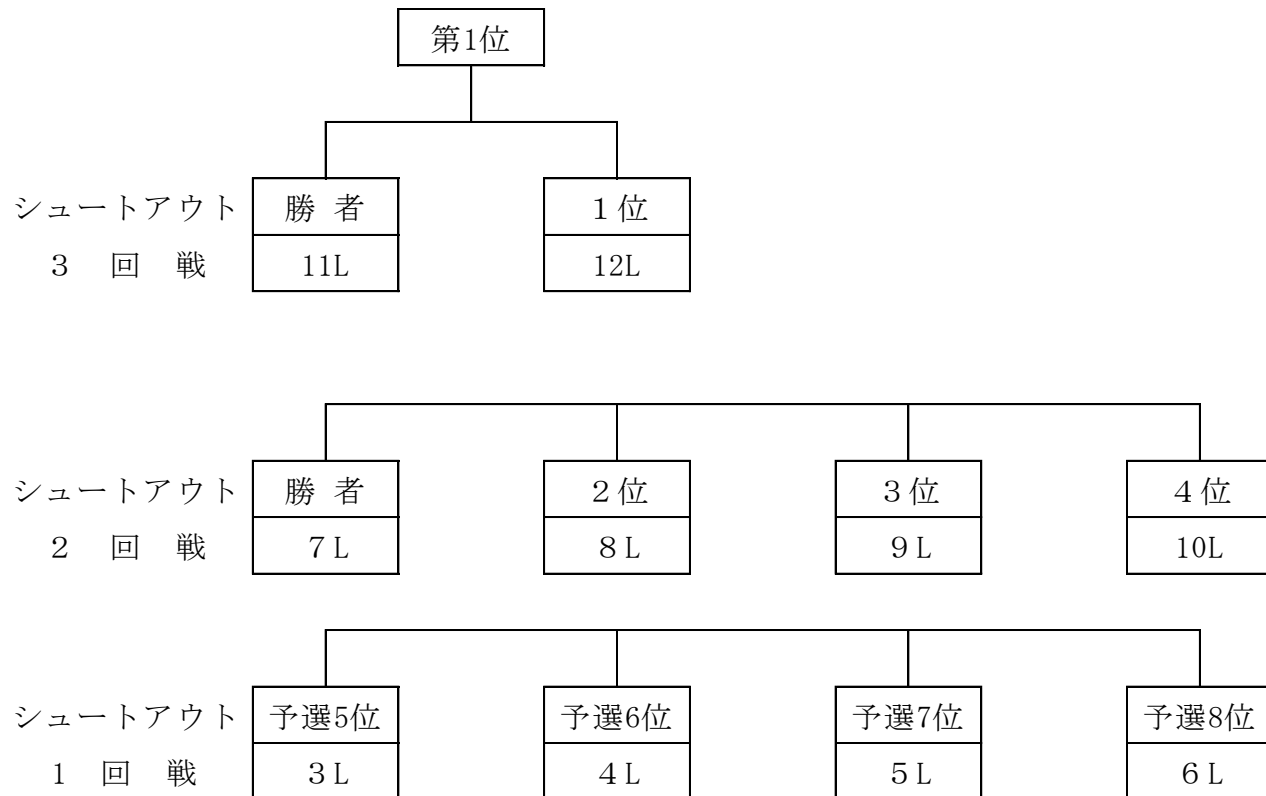 第1位
シュートアウト 勝 者 1位
3 回 戦 11L 12L
シュートアウト 勝 者 2位 3位 4位
2 回 戦 7L 8L 9L 10L
シュートアウト 予選5位 予選6位 予選7位 予選8位
1 回 戦 3L 4L 5L 6L